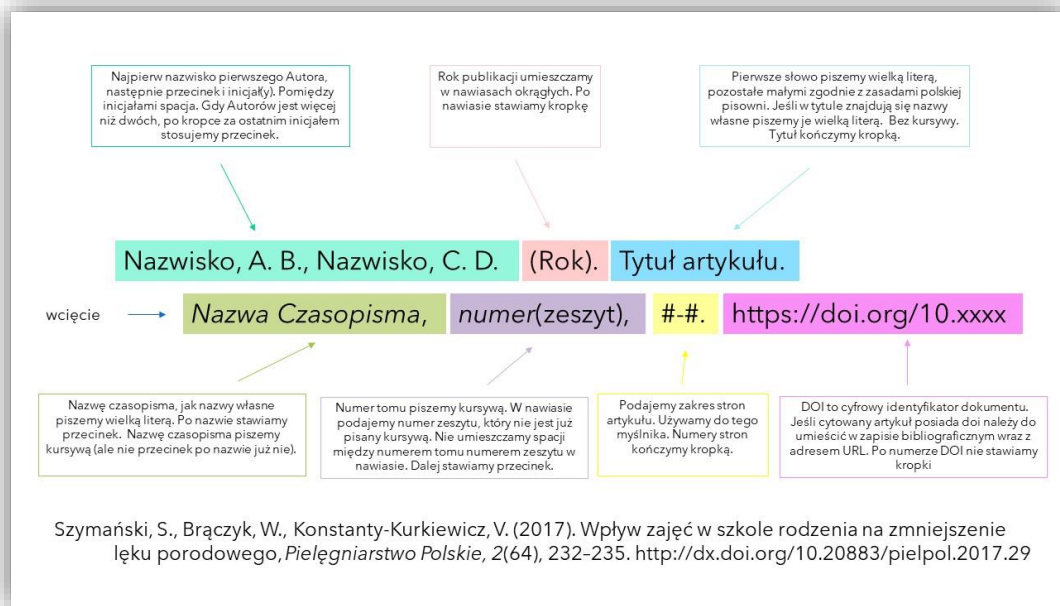 Najpierw nazwisko pierwszego Autora,
następnie przecinek i inicjał(y). Pomiędzy
inicjałami spacja. Gdy Autorów jest więcej
niż dwóch, po kropce za ostatnim inicjałem
stosujemy przecinek.
Rok publikacji umieszczamy
w nawiasach okrągłych. Po
nawiasie stawiamy kropkę
Pierwsze słowo piszemy wielką literą,
pozostałe małymi zgodnie z zasadami polskiej
pisowni. Jeśli w tytule znajdują się nazwy
własne piszemy je wielką literą. Bez kursywy.
Tytuł kończymy kropką.
Nazwisko, A. B., Nazwisko, C. D. (Rok). Tytuł artykułu.
wcięcie
Nazwa Czasopisma, numer(zeszyt), #-#. https://doi.org/10.xxxx
Nazwę czasopisma, jak nazwy własne
piszemy wielką literą. Po nazwie stawiamy
przecinek. Nazwę czasopisma piszemy
kursywą (ale nie przecinek po nazwie już nie).
Numer tomu piszemy kursywą. W nawiasie
podajemy numer zeszytu, który nie jest już
pisany kursywą. Nie umieszczamy spacji
między numerem tomu numerem zeszytu w
nawiasie. Dalej stawiamy przecinek.
Podajemy zakres stron
artykułu. Używamy do tego
myślnika. Numery stron
kończymy kropką.
DOI to cyfrowy identyfikator dokumentu.
Jeśli cytowany artykuł posiada doi należy do
umieścić w zapisie bibliograficznym wraz z
adresem URL. Po numerze DOI nie stawiamy
kropki
Szymański, S., Brączyk, W., Konstanty-Kurkiewicz, V. (2017). Wpływ zajęć w szkole rodzenia na zmniejszenie
lęku porodowego, Pielęgniarstwo Polskie, 2(64), 232–235. http://dx.doi.org/10.20883/pielpol.2017.29